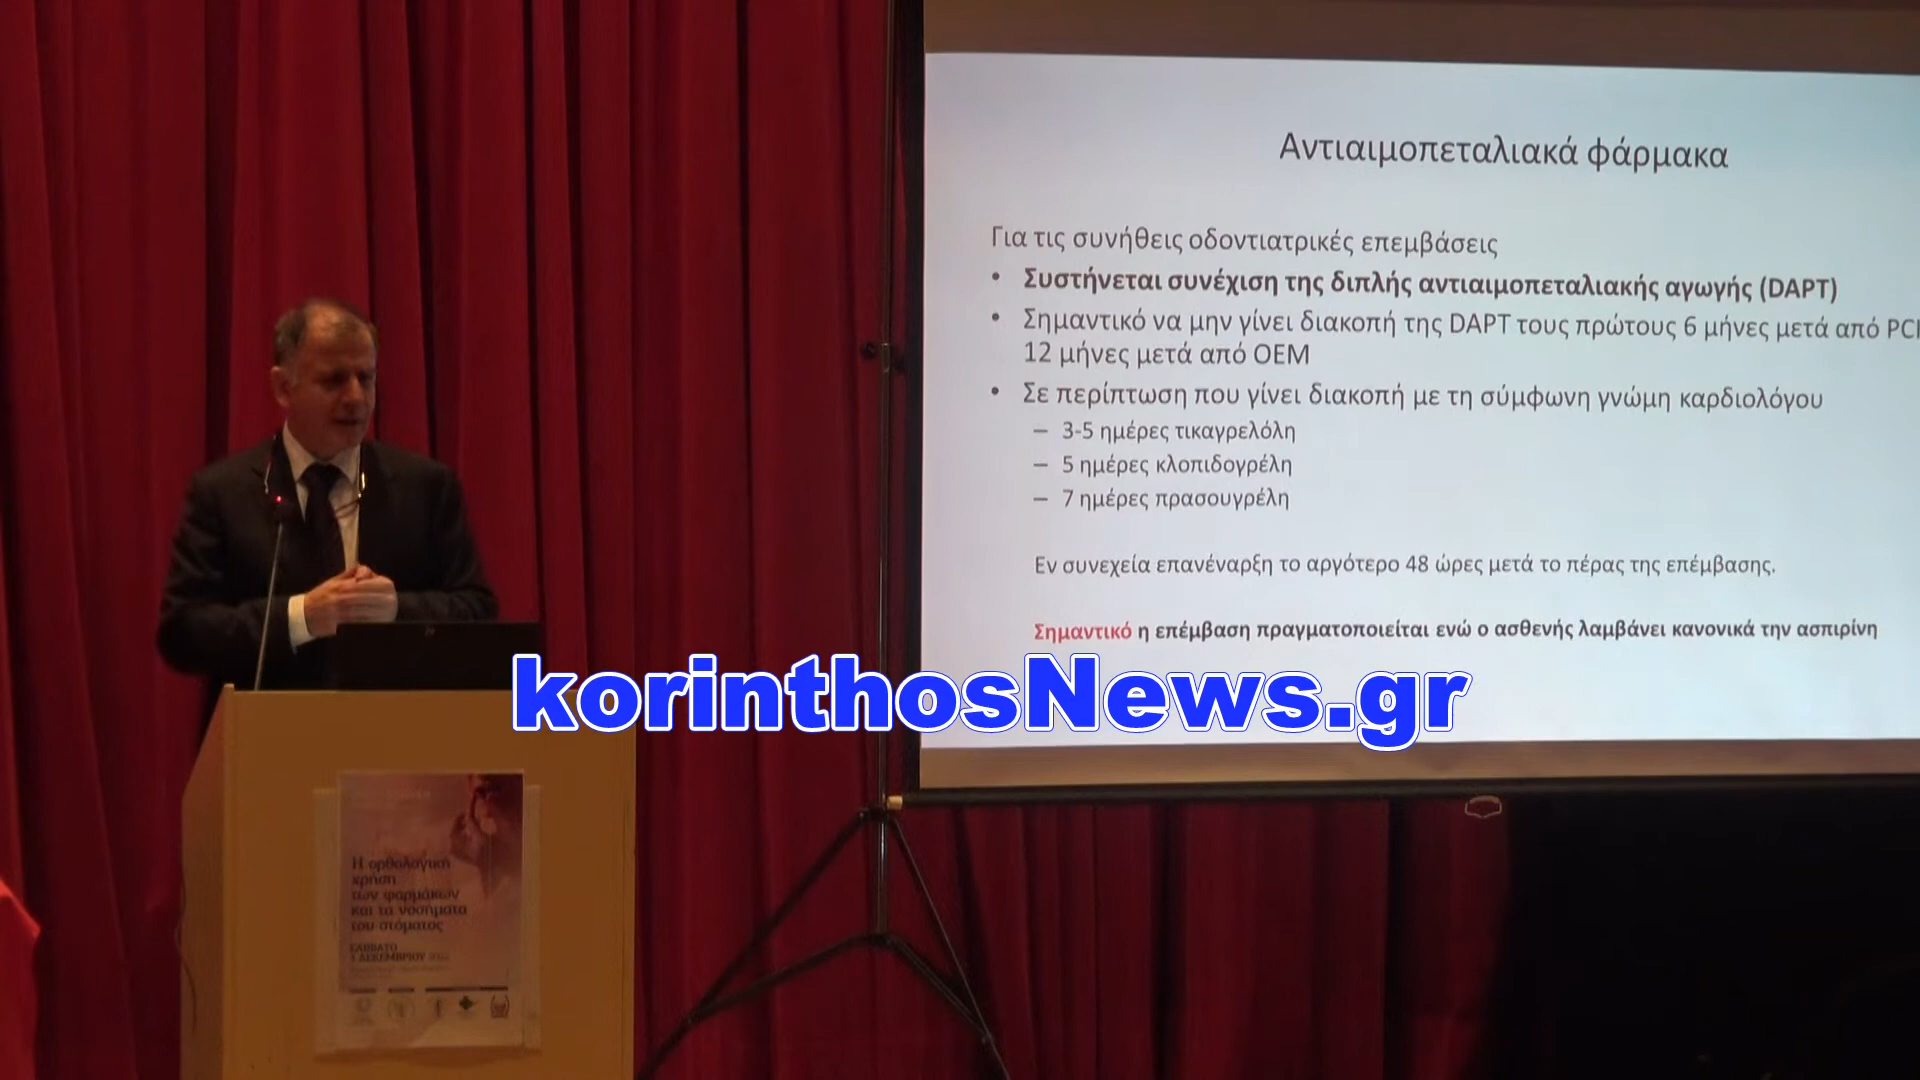 Αντιαιμοπεταλιακά φάρμακα
Για τις συνήθεις οδοντιατρικές επεμβάσεις
• Συστήνεται συνέχιση της διπλής αντιαιμοπεταλιακής αγωγής (DAPT)
• Σημαντικό να μην γίνει διακοπή της DAPT τους πρώτους 6 μήνες μετά από PCI
12 μήνες μετά από ΟΕΜ
• Σε περίπτωση που γίνει διακοπή με τη σύμφωνη γνώμη καρδιολόγου
– 3-5 ημέρες τικαγρελόλη
– 5 ημέρες κλοπιδογρέλη
– 7 ημέρες πρασουγρέλη
Εν συνεχεία επανέναρξη το αργότερο 48 ώρες μετά το πέρας της επέμβασης.
Σημαντικό η επέμβαση πραγματοποιείται ενώ ο ασθενής λαμβάνει κανονικά την ασπιρίνη
korinthosNews.gr
Η ορθολογική
χρήση
των φαρμάκων
και τα νοσήματα
του στόματος
ΣΑΒΒΑΤΟ
ΔΕΚΕΜΒΡΙΟΥ